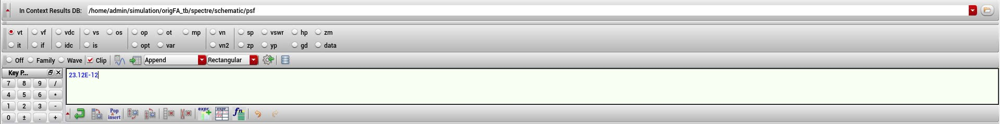 In Context Results DB: /home/admin/simulation/origFA_tb/spectre/schematic/psf
vt vf vdc vs os op ot mp vn sp vswr hp zm
it if idc is opt var vn2 zp yp gd data
Off Family Wave Clip Append Rectangular
Key P...
23.12E-12
7 8 9 /
4 5 6 *
1 2 3 -
0 ± . +
Pop & insert
expr
expr
fn